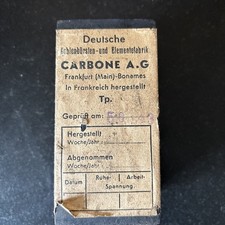 Deutsche
Kohlebürsten- und Elementefabrik
CARBONE A.G
Frankfurt (Main)-Bonames
In Frankreich hergestellt
Tp.
Geprüft am:
Hergestellt
Woche/Jahr:
Abgenommen
Woche/Jahr:
Datum
Ruhe-
Arbeit-
Spannung